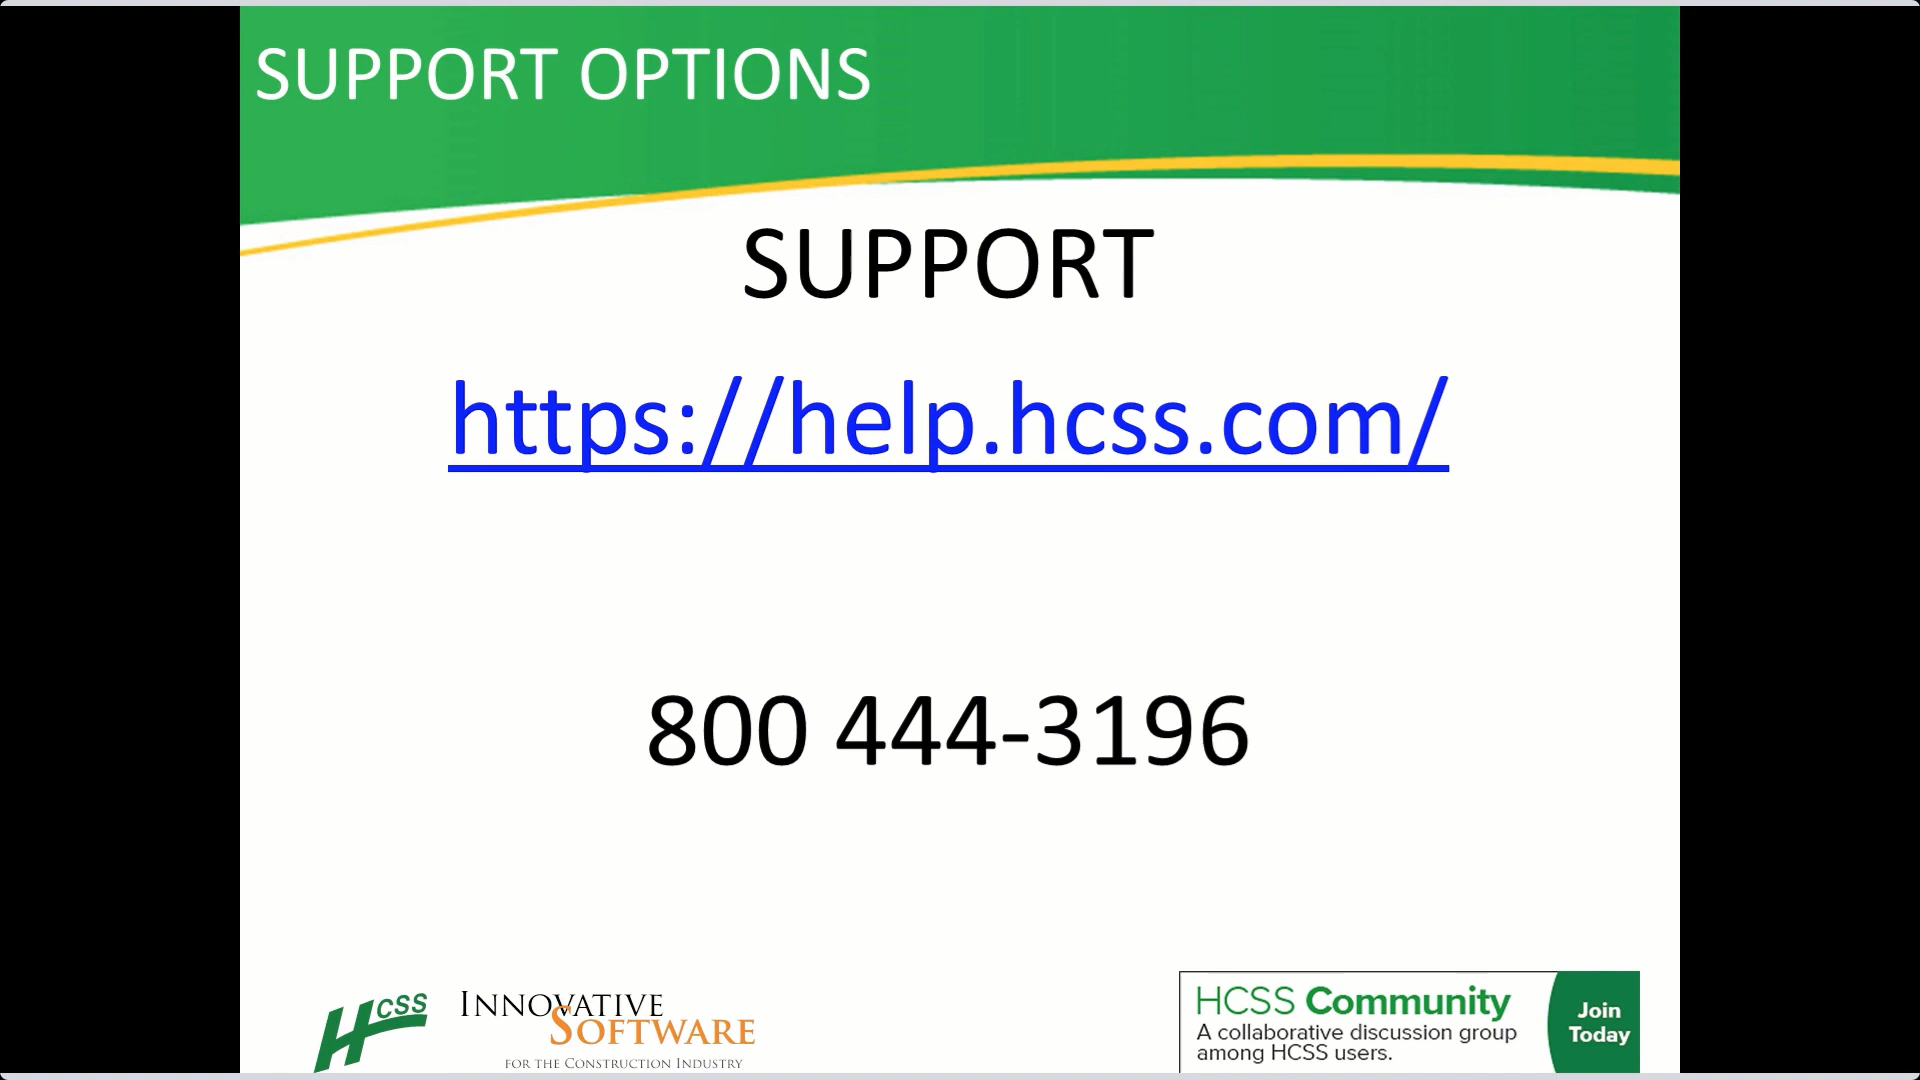 SUPPORT OPTIONS
SUPPORT
https://help.hcss.com/
800 444-3196
HCSS
INNOVATIVE
SOFTWARE
FOR THE CONSTRUCTION INDUSTRY
HCSS Community
A collaborative discussion group
among HCSS users.
Join
Today